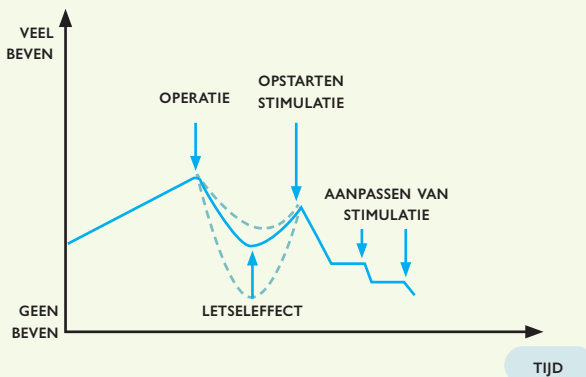 VEEL
BEVEN
OPERATIE
OPSTARTEN
STIMULATIE
AANPASSEN VAN
STIMULATIE
LETSELEFFECT
GEEN
BEVEN
TIJD